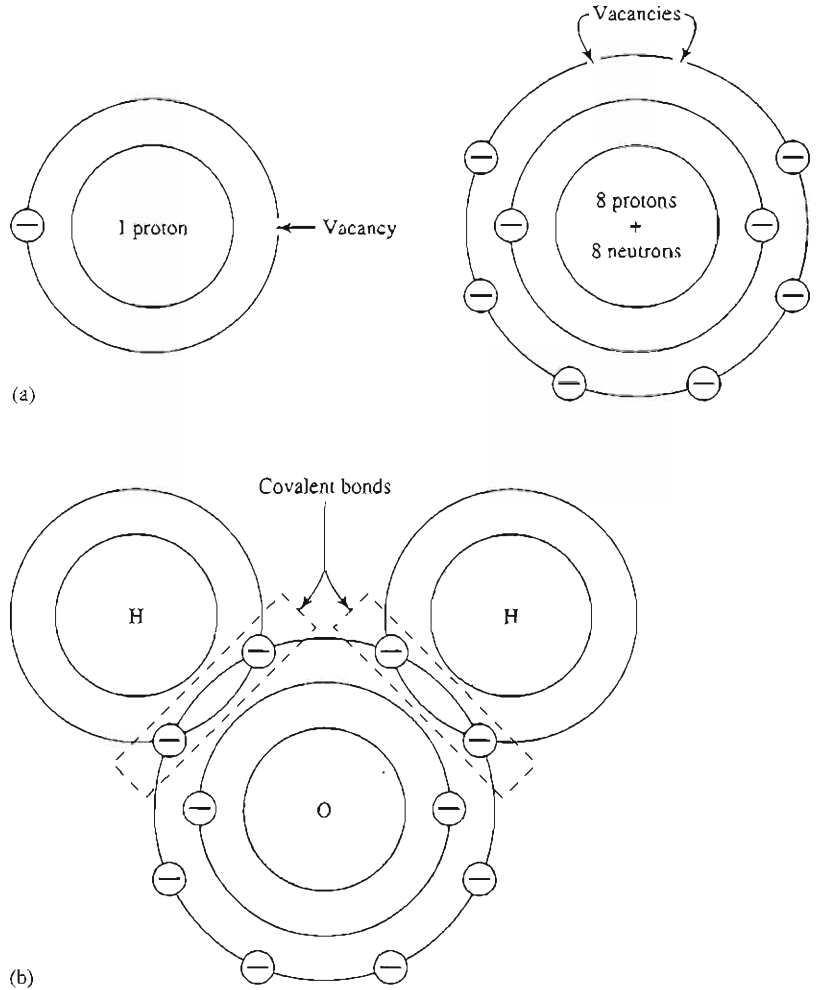 Vacancies
1 proton
Vacancy
8 protons
+
8 neutrons
(a)
Covalent bonds
H
H
O
(b)